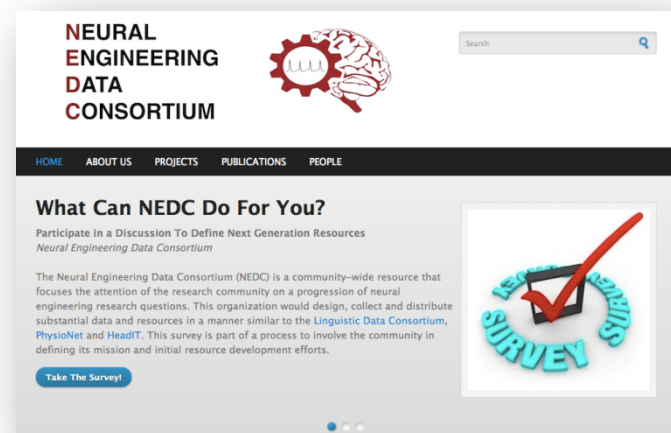 NEURAL
ENGINEERING
DATA
CONSORTIUM
Search
HOME ABOUT US PROJECTS PUBLICATIONS PEOPLE
What Can NEDC Do For You?
Participate in a Discussion To Define Next Generation Resources
Neural Engineering Data Consortium
The Neural Engineering Data Consortium (NEDC) is a community-wide resource that
focuses the attention of the research community on a progression of neural
engineering research questions. This organization would design, collect and distribute
substantial data and resources in a manner similar to the Linguistic Data Consortium,
PhysioNet and HeadIT. This survey is part of a process to involve the community in
defining its mission and initial resource development efforts.
Take The Survey!
SURVEY SURVEY SURVEY